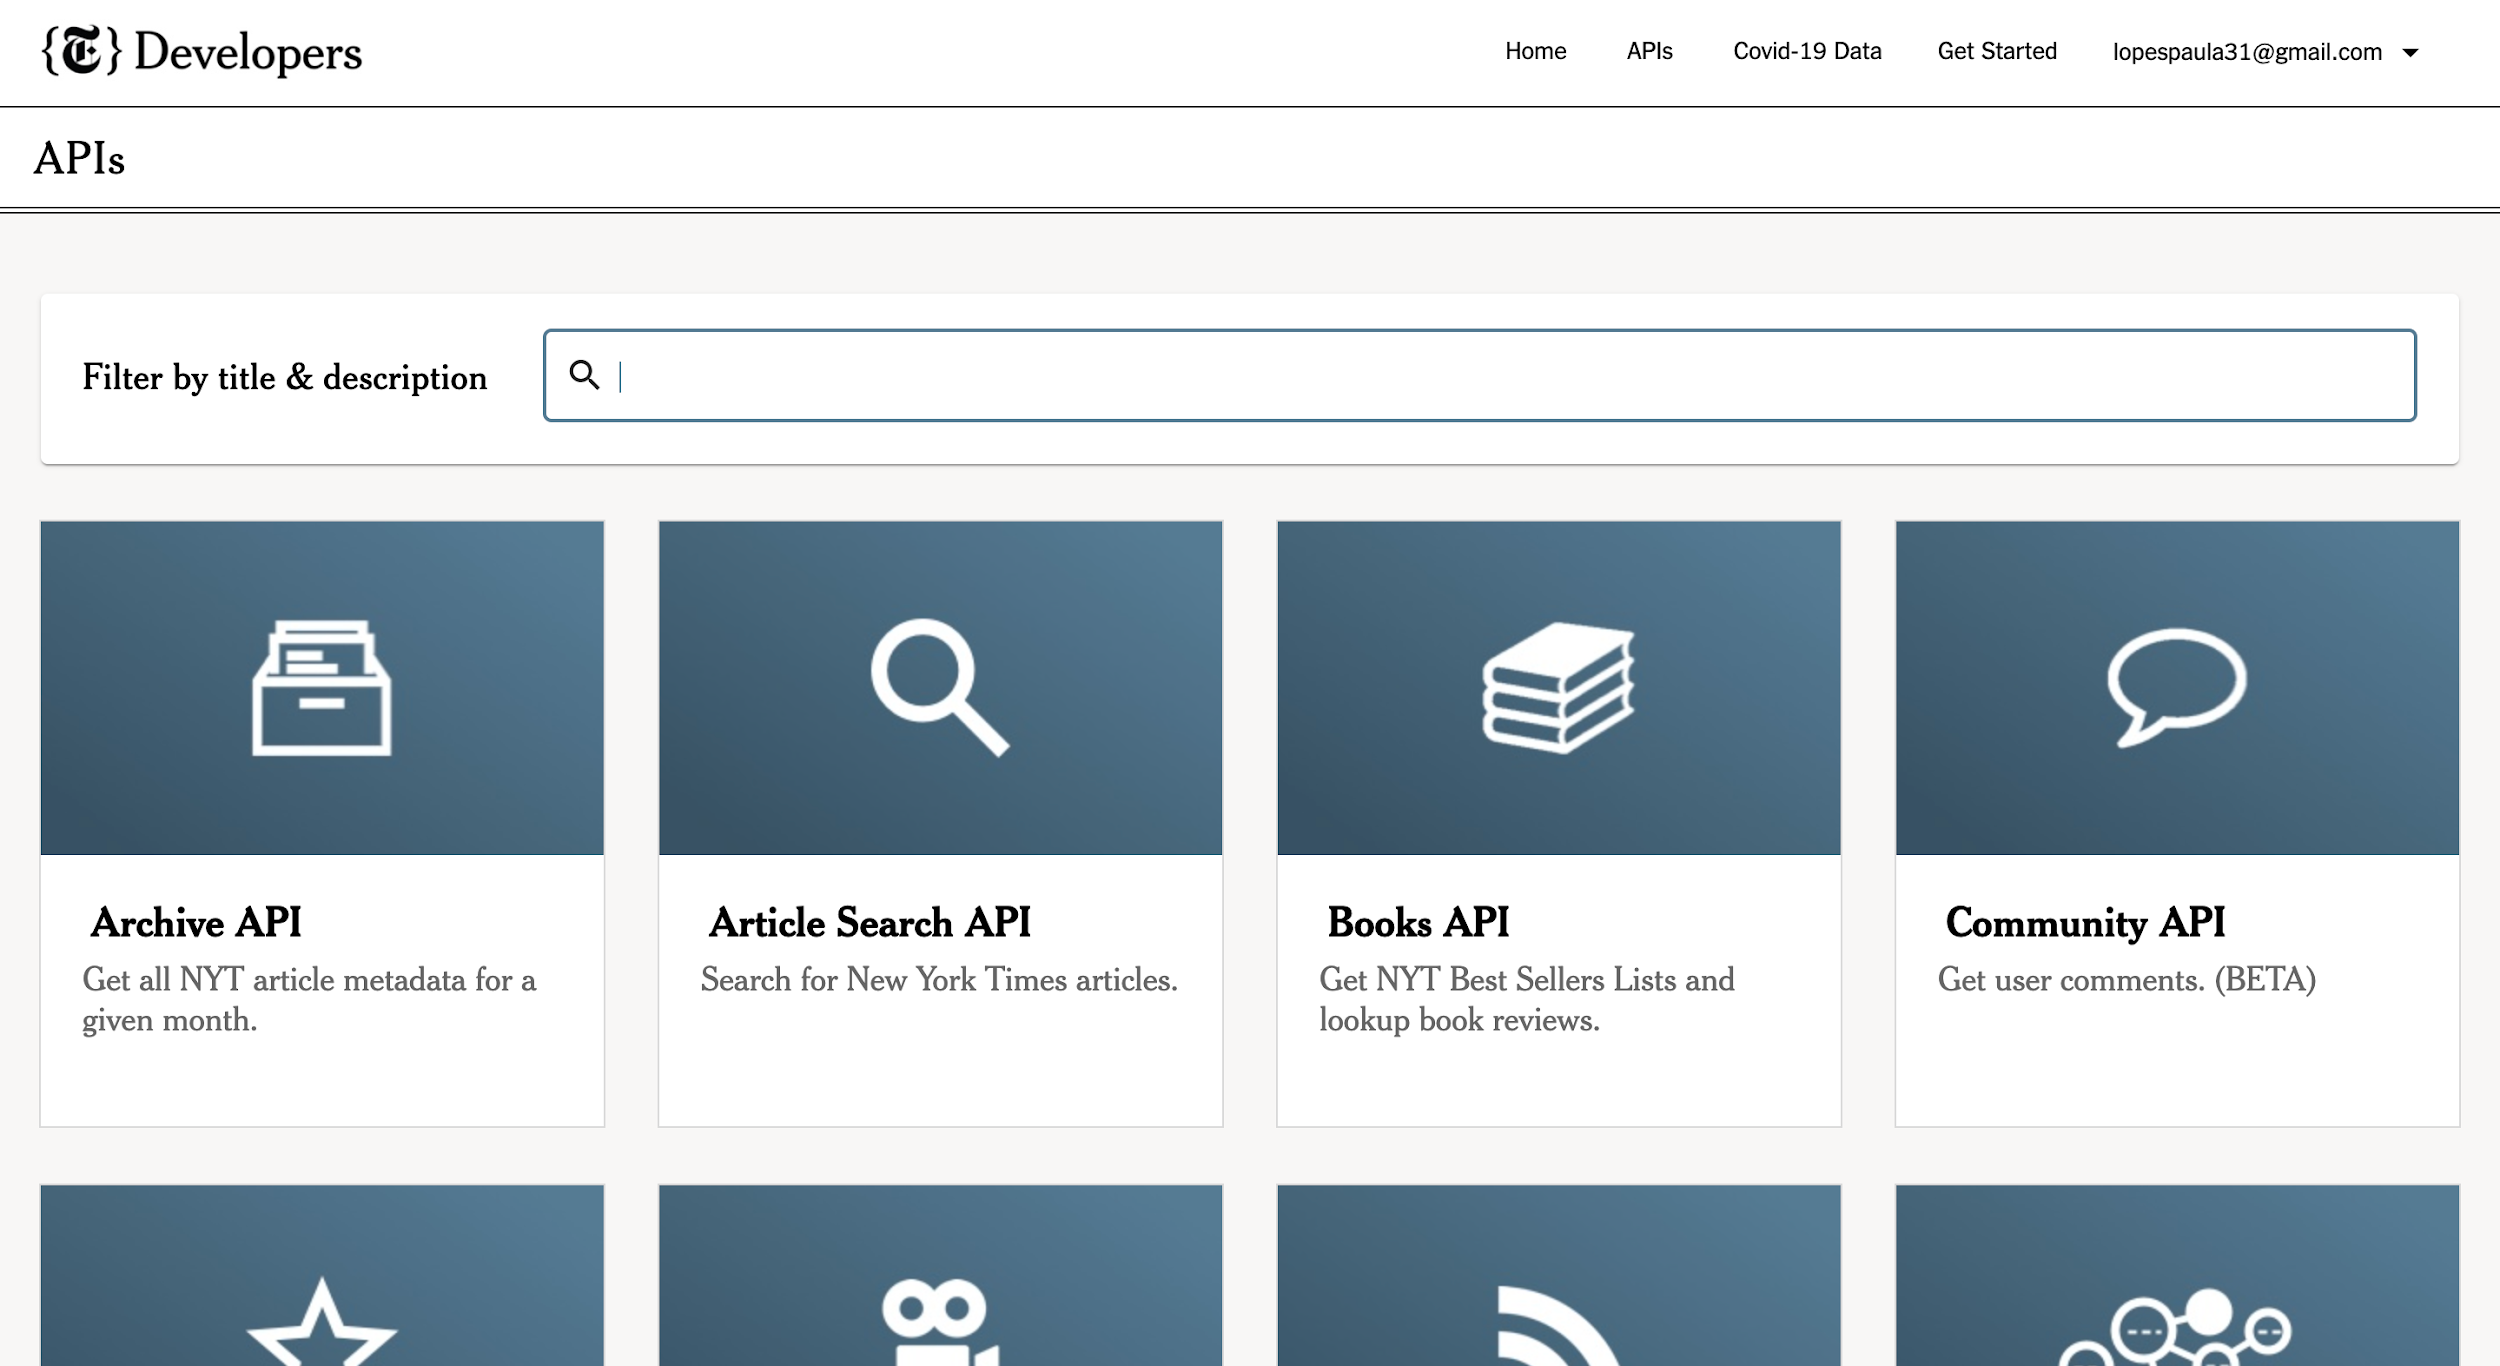 {T} Developers
Home APIs Covid-19 Data Get Started lopespaula31@gmail.com
APIs
Filter by title & description
Archive API
Get all NYT article metadata for a
given month.
Article Search API
Search for New York Times articles.
Books API
Get NYT Best Sellers Lists and
lookup book reviews.
Community API
Get user comments. (BETA)